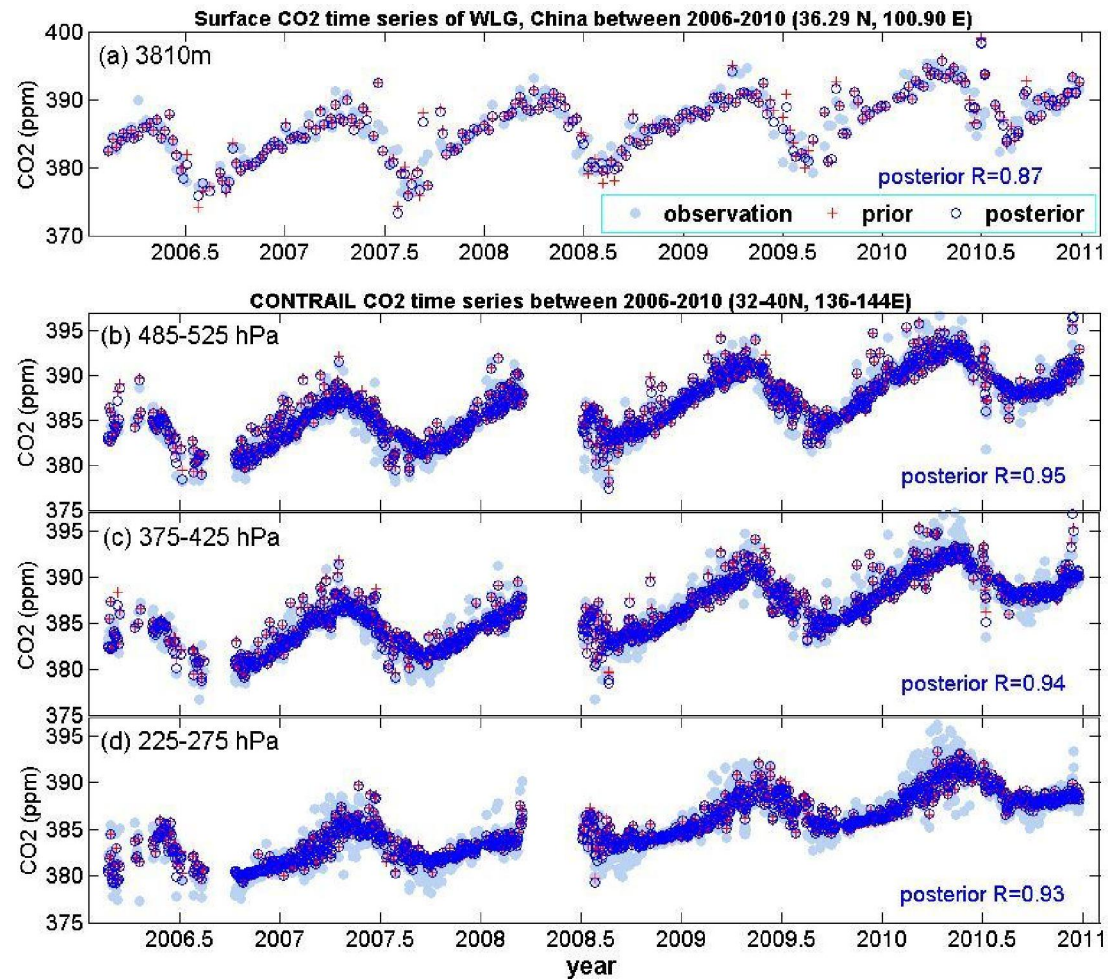 Surface CO2 time series of WLG, China between 2006-2010 (36.29 N, 100.90 E)
400
(a) 3810m
390
CO2 (ppm)
380
posterior R=0.87
observation + prior o posterior
370
2006.5 2007 2007.5 2008 2008.5 2009 2009.5 2010 2010.5 2011
CONTRAIL CO2 time series between 2006-2010 (32-40N, 136-144E)
395
(b) 485-525 hPa
390
CO2 (ppm)
385
380
posterior R=0.95
375
395
(c) 375-425 hPa
390
CO2 (ppm)
385
380
posterior R=0.94
375
395
(d) 225-275 hPa
390
CO2 (ppm)
385
380
posterior R=0.93
375
2006.5 2007 2007.5 2008 2008.5 2009 2009.5 2010 2010.5 2011
year